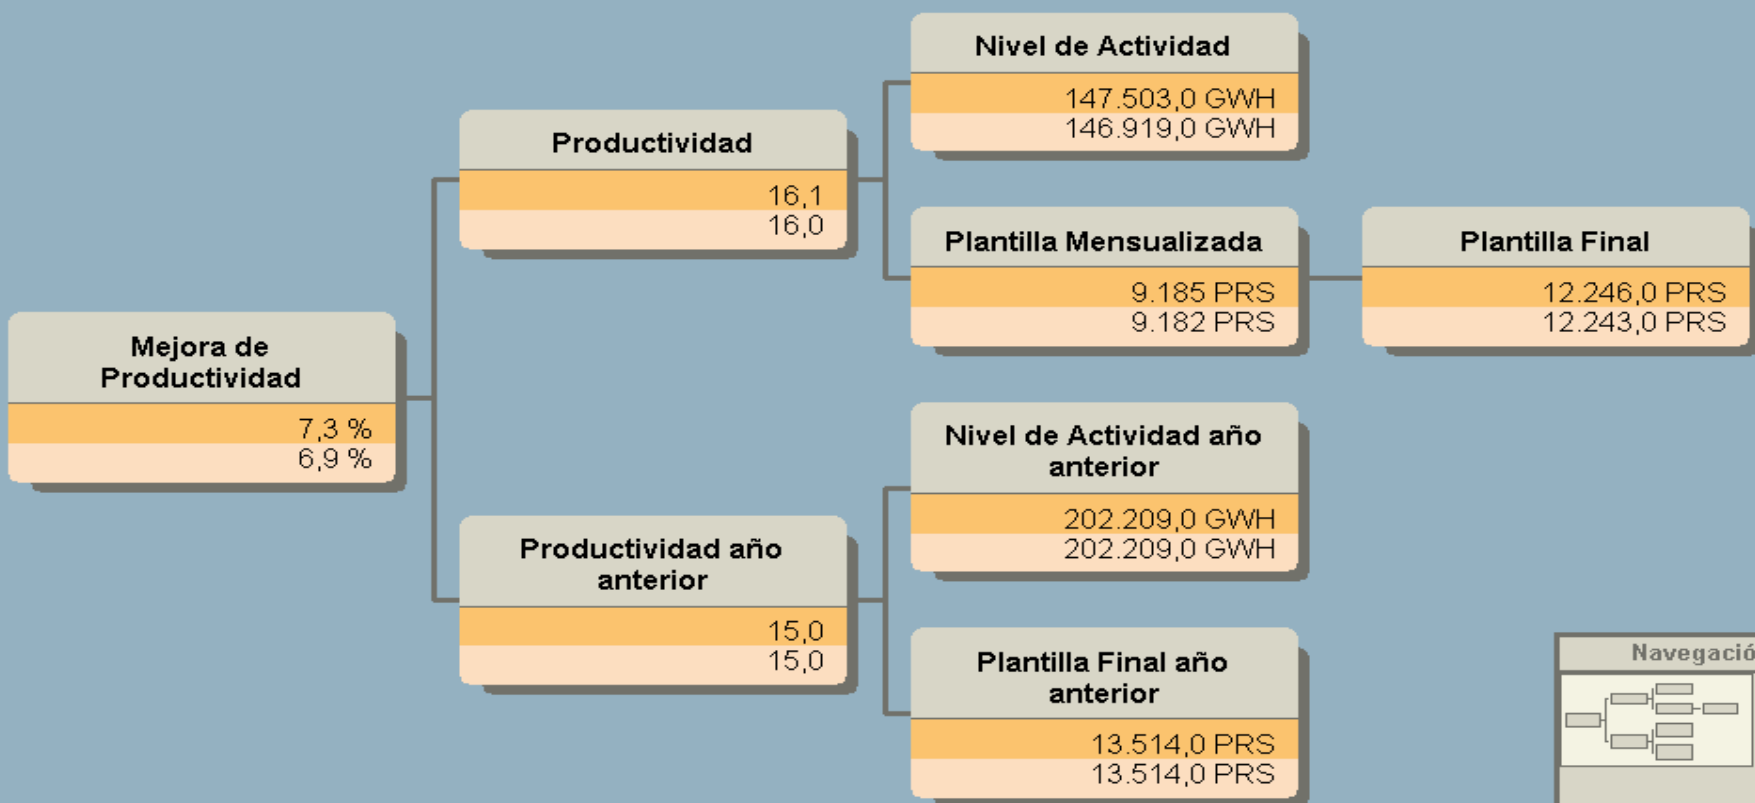 Nivel de Actividad
147.503,0 GWH
146.919,0 GWH
Productividad
16,1
16,0
Plantilla Mensualizada
9.185 PRS
9.182 PRS
Plantilla Final
12.246,0 PRS
12.243,0 PRS
Mejora de
Productividad
7,3 %
6,9 %
Nivel de Actividad año
anterior
202.209,0 GWH
202.209,0 GWH
Productividad año
anterior
15,0
15,0
Plantilla Final año
anterior
13.514,0 PRS
13.514,0 PRS
Navegació